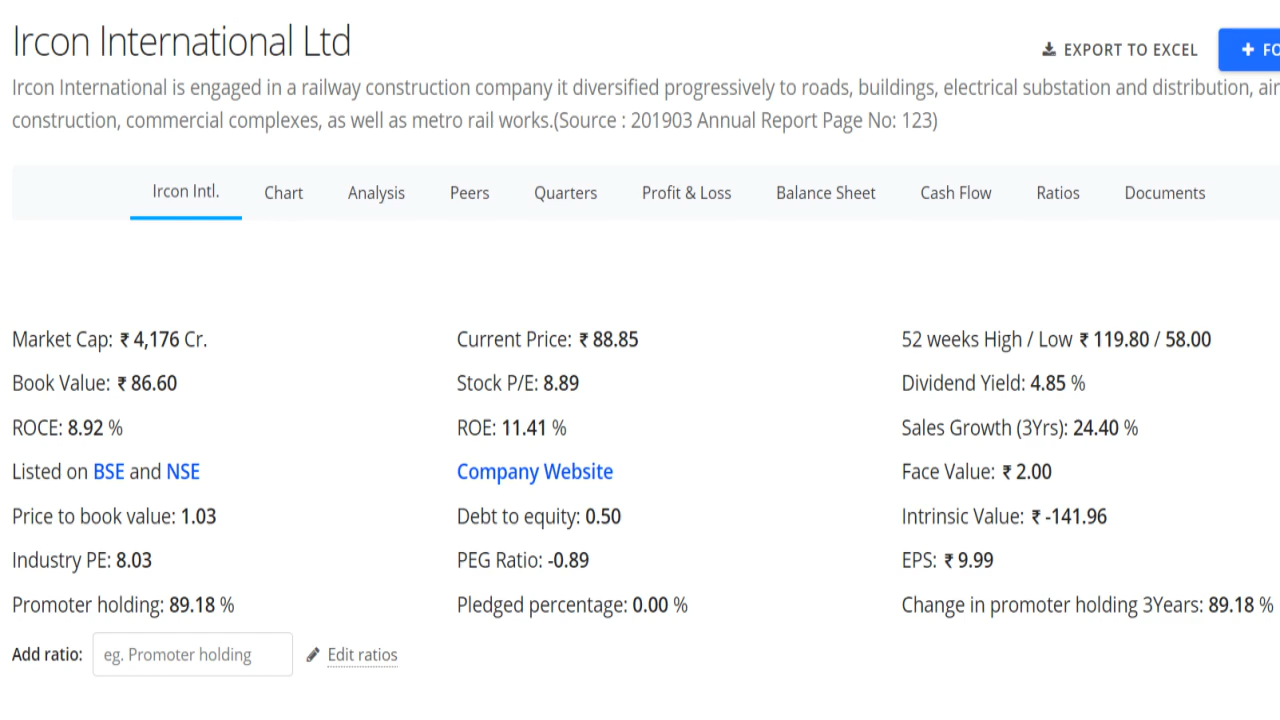 Ircon International Ltd
EXPORT TO EXCEL
Ircon International is engaged in a railway construction company it diversified progressively to roads, buildings, electrical substation and distribution,
construction, commercial complexes, as well as metro rail works.(Source : 201903 Annual Report Page No: 123)
Ircon Intl. Chart Analysis Peers Quarters Profit & Loss Balance Sheet Cash Flow Ratios Documents
Market Cap: ₹ 4,176 Cr. Current Price: ₹ 88.85 52 weeks High / Low ₹ 119.80 / 58.00
Book Value: ₹ 86.60 Stock P/E: 8.89 Dividend Yield: 4.85 %
ROCE: 8.92 % ROE: 11.41 % Sales Growth (3Yrs): 24.40 %
Listed on BSE and NSE Company Website Face Value: ₹ 2.00
Price to book value: 1.03 Debt to equity: 0.50 Intrinsic Value: ₹ -141.96
Industry PE: 8.03 PEG Ratio: -0.89 EPS: ₹ 9.99
Promoter holding: 89.18 % Pledged percentage: 0.00 % Change in promoter holding 3Years: 89.18 %
Add ratio: eg. Promoter holding Edit ratios